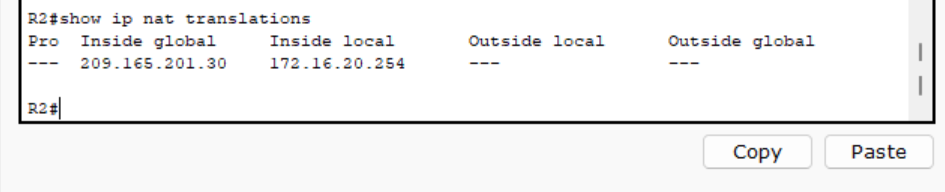 R2#show ip nat translations
Pro  Inside global     Inside local       Outside local      Outside global
---  209.165.201.30    172.16.20.254      ---                ---
R2#
Copy Paste